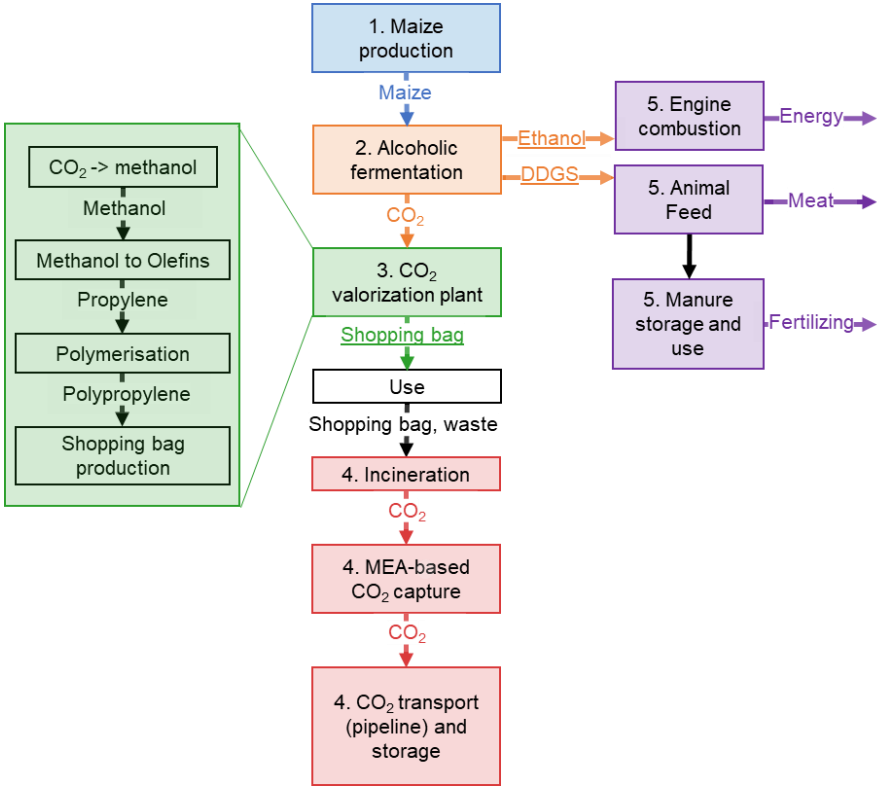 1. Maize
production
Maize
2. Alcoholic
fermentation
Ethanol
5. Engine
combustion
Energy
DDGS
5. Animal
Feed
Meat
5. Manure
storage and
use
Fertilizing
CO₂
3. CO₂
valorization plant
CO₂ -> methanol
Methanol
Methanol to Olefins
Propylene
Polymerisation
Polypropylene
Shopping bag
production
Shopping bag
Use
Shopping bag, waste
4. Incineration
CO₂
4. MEA-based
CO₂ capture
CO₂
4. CO₂ transport
(pipeline) and
storage